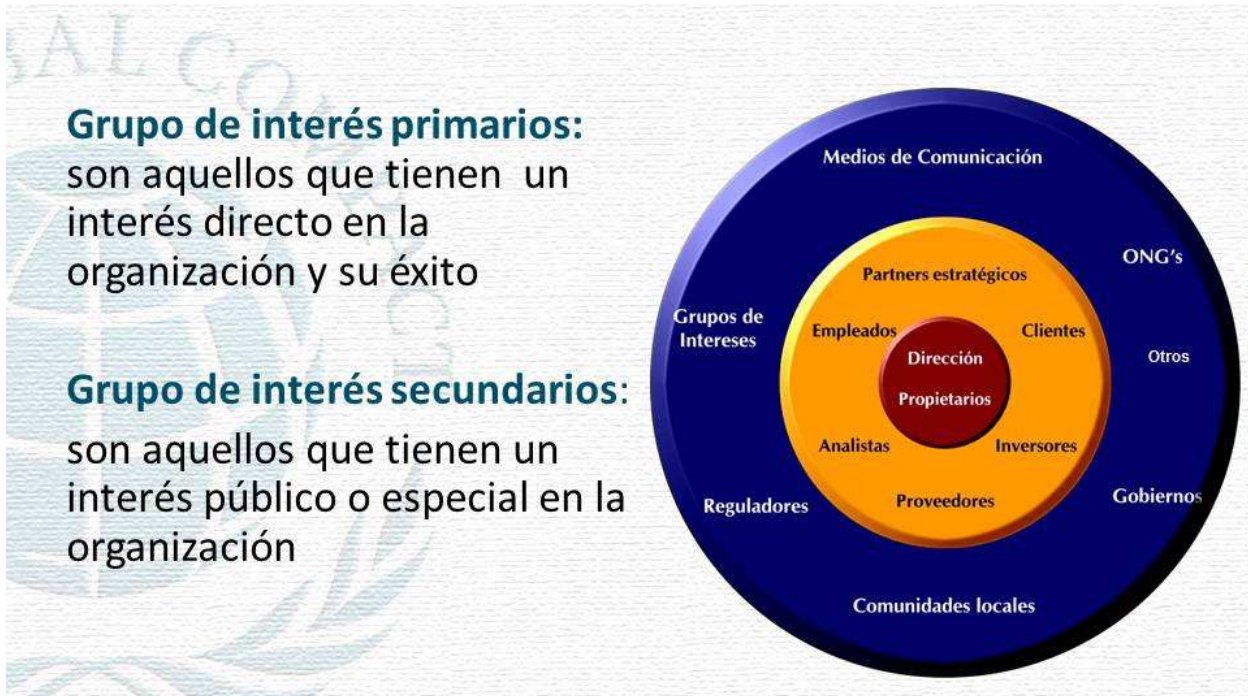 BAL COMPACT
Grupo de interés primarios:
son aquellos que tienen un
interés directo en la
organización y su éxito
Grupo de interés secundarios:
son aquellos que tienen un
interés público o especial en la
organización
Medios de Comunicación
ONG's
Partners estratégicos
Grupos de
Intereses
Empleados
Clientes
Otros
Dirección
Propietarios
Analistas
Inversores
Reguladores
Proveedores
Gobiernos
Comunidades locales